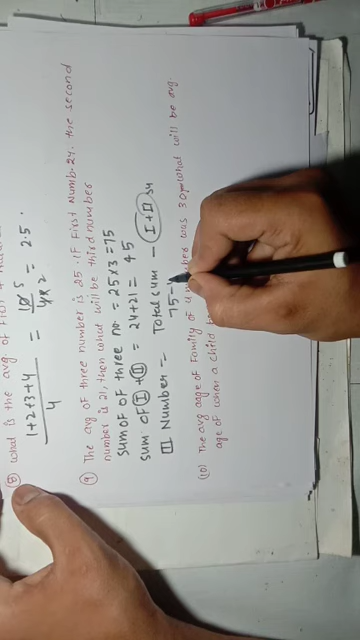 8) What is the avg of First 4 Natur
1+2+3+4 / 4 = 10 5 / 4 2 = 2.5.
9) The avg of three number is 25. if First Numb-24. the second
number is 21, then what will be third number
sum of of three no = 25×3=75
sum of I + II = 24+21 = 45
III Number = Total sum - I+II
75-
10) The avg aage of Family of was 30 what will be avg.
age of when a child